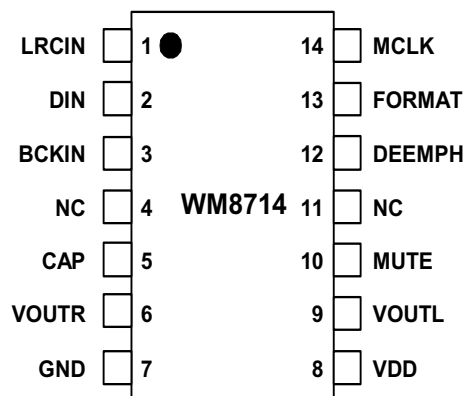 LRCIN 1 14 MCLK
DIN 2 13 FORMAT
BCKIN 3 12 DEEMPH
NC 4 WM8714 11 NC
CAP 5 10 MUTE
VOUTR 6 9 VOUTL
GND 7 8 VDD